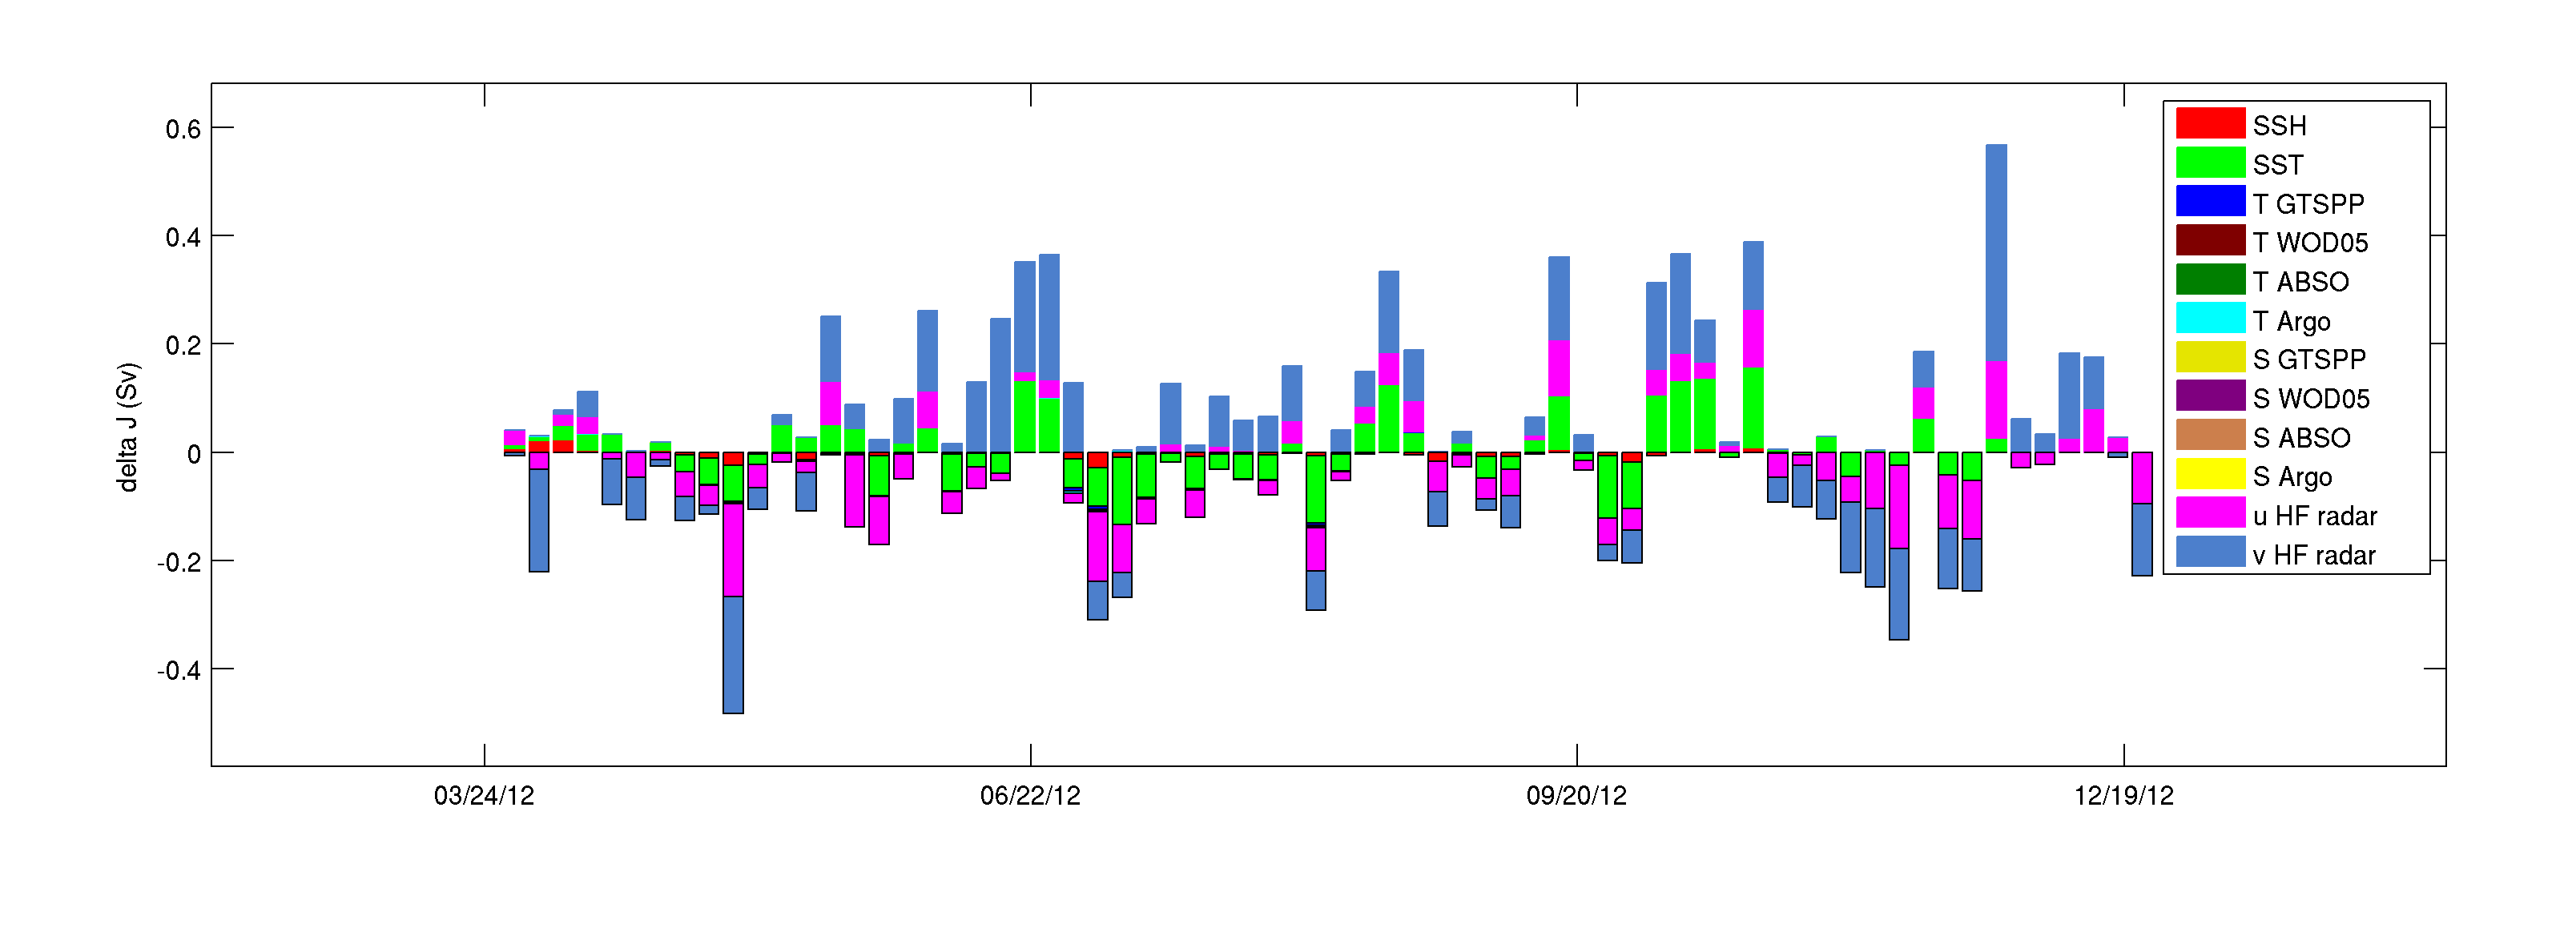 0.6
0.4
0.2
0
-0.2
-0.4
delta J (Sv)
03/24/12
06/22/12
09/20/12
12/19/12
SSH
SST
T GTSPP
T WOD05
T ABSO
T Argo
S GTSPP
S WOD05
S ABSO
S Argo
u HF radar
v HF radar